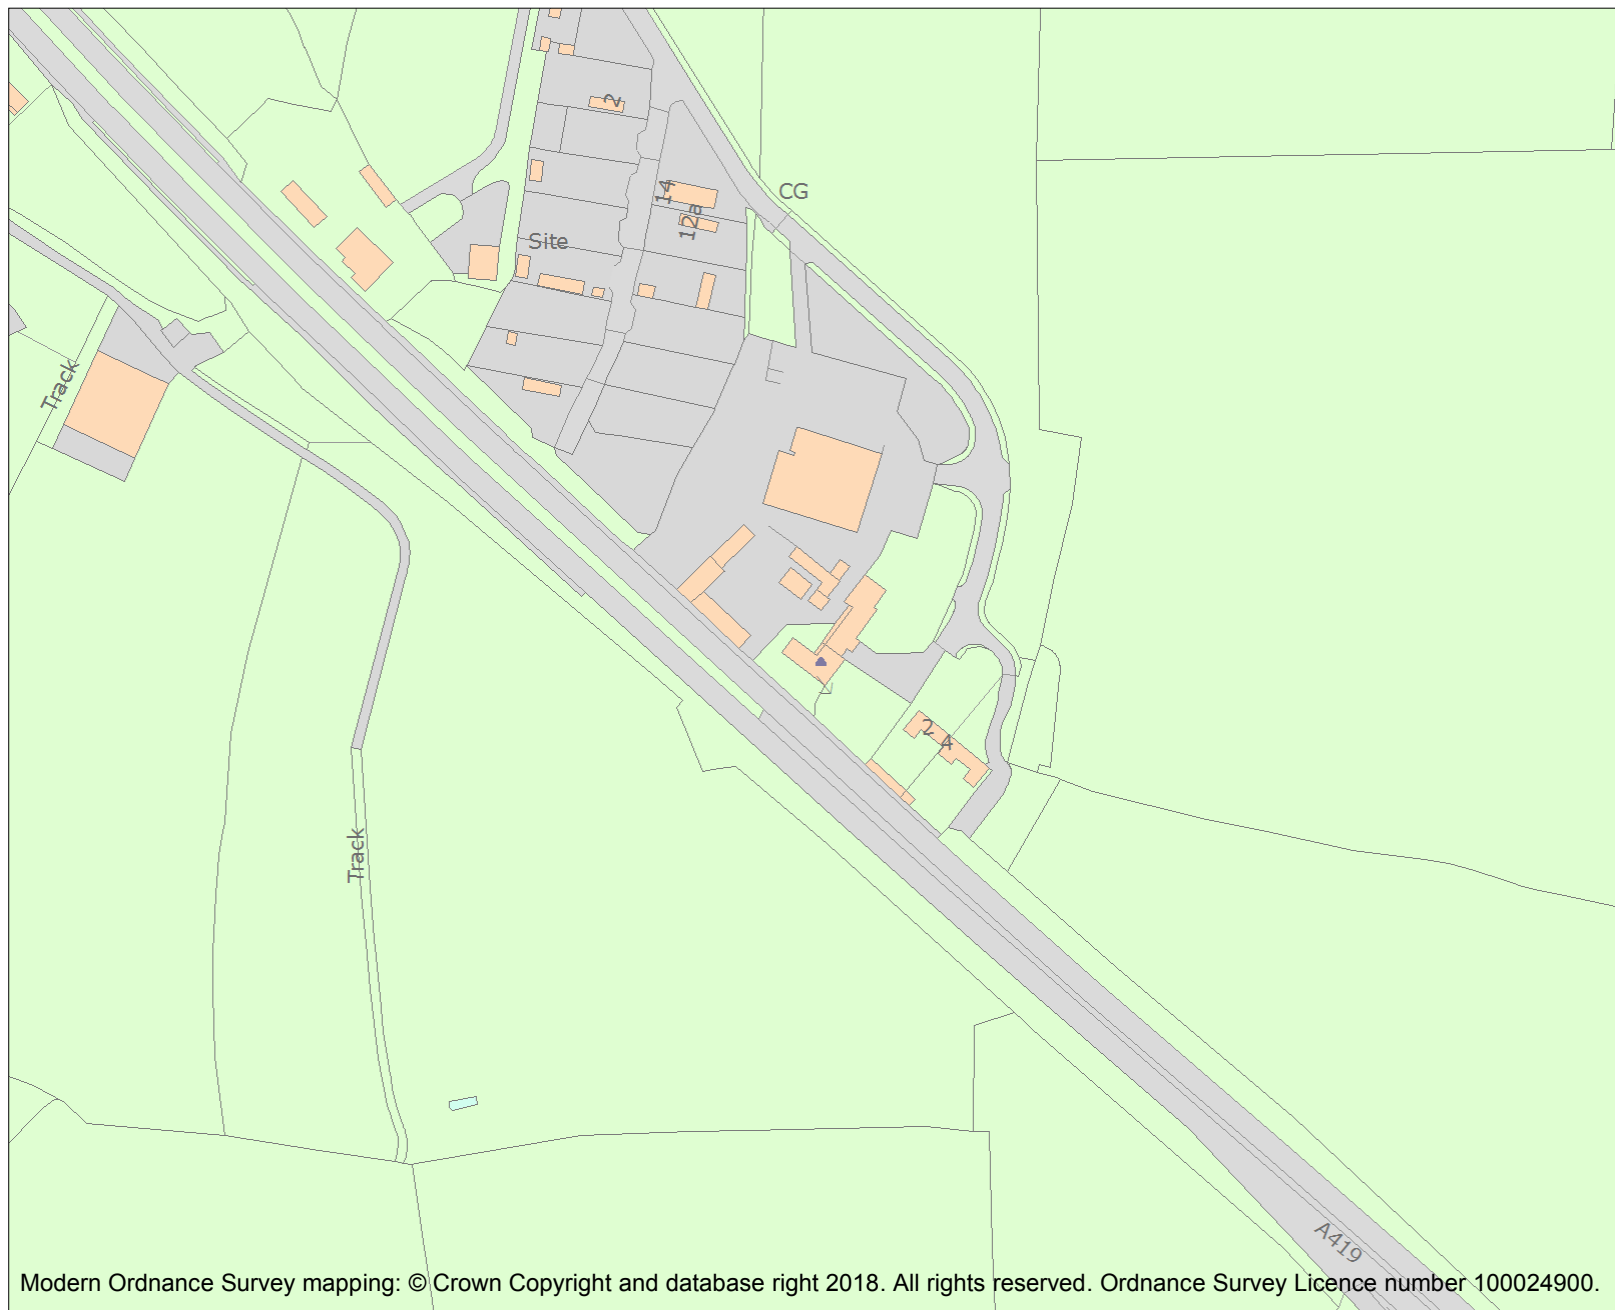 2
CG
14
12a
Site
Track
2
4
Track
A419
Modern Ordnance Survey mapping: © Crown Copyright and database right 2018. All rights reserved. Ordnance Survey Licence number 100024900.